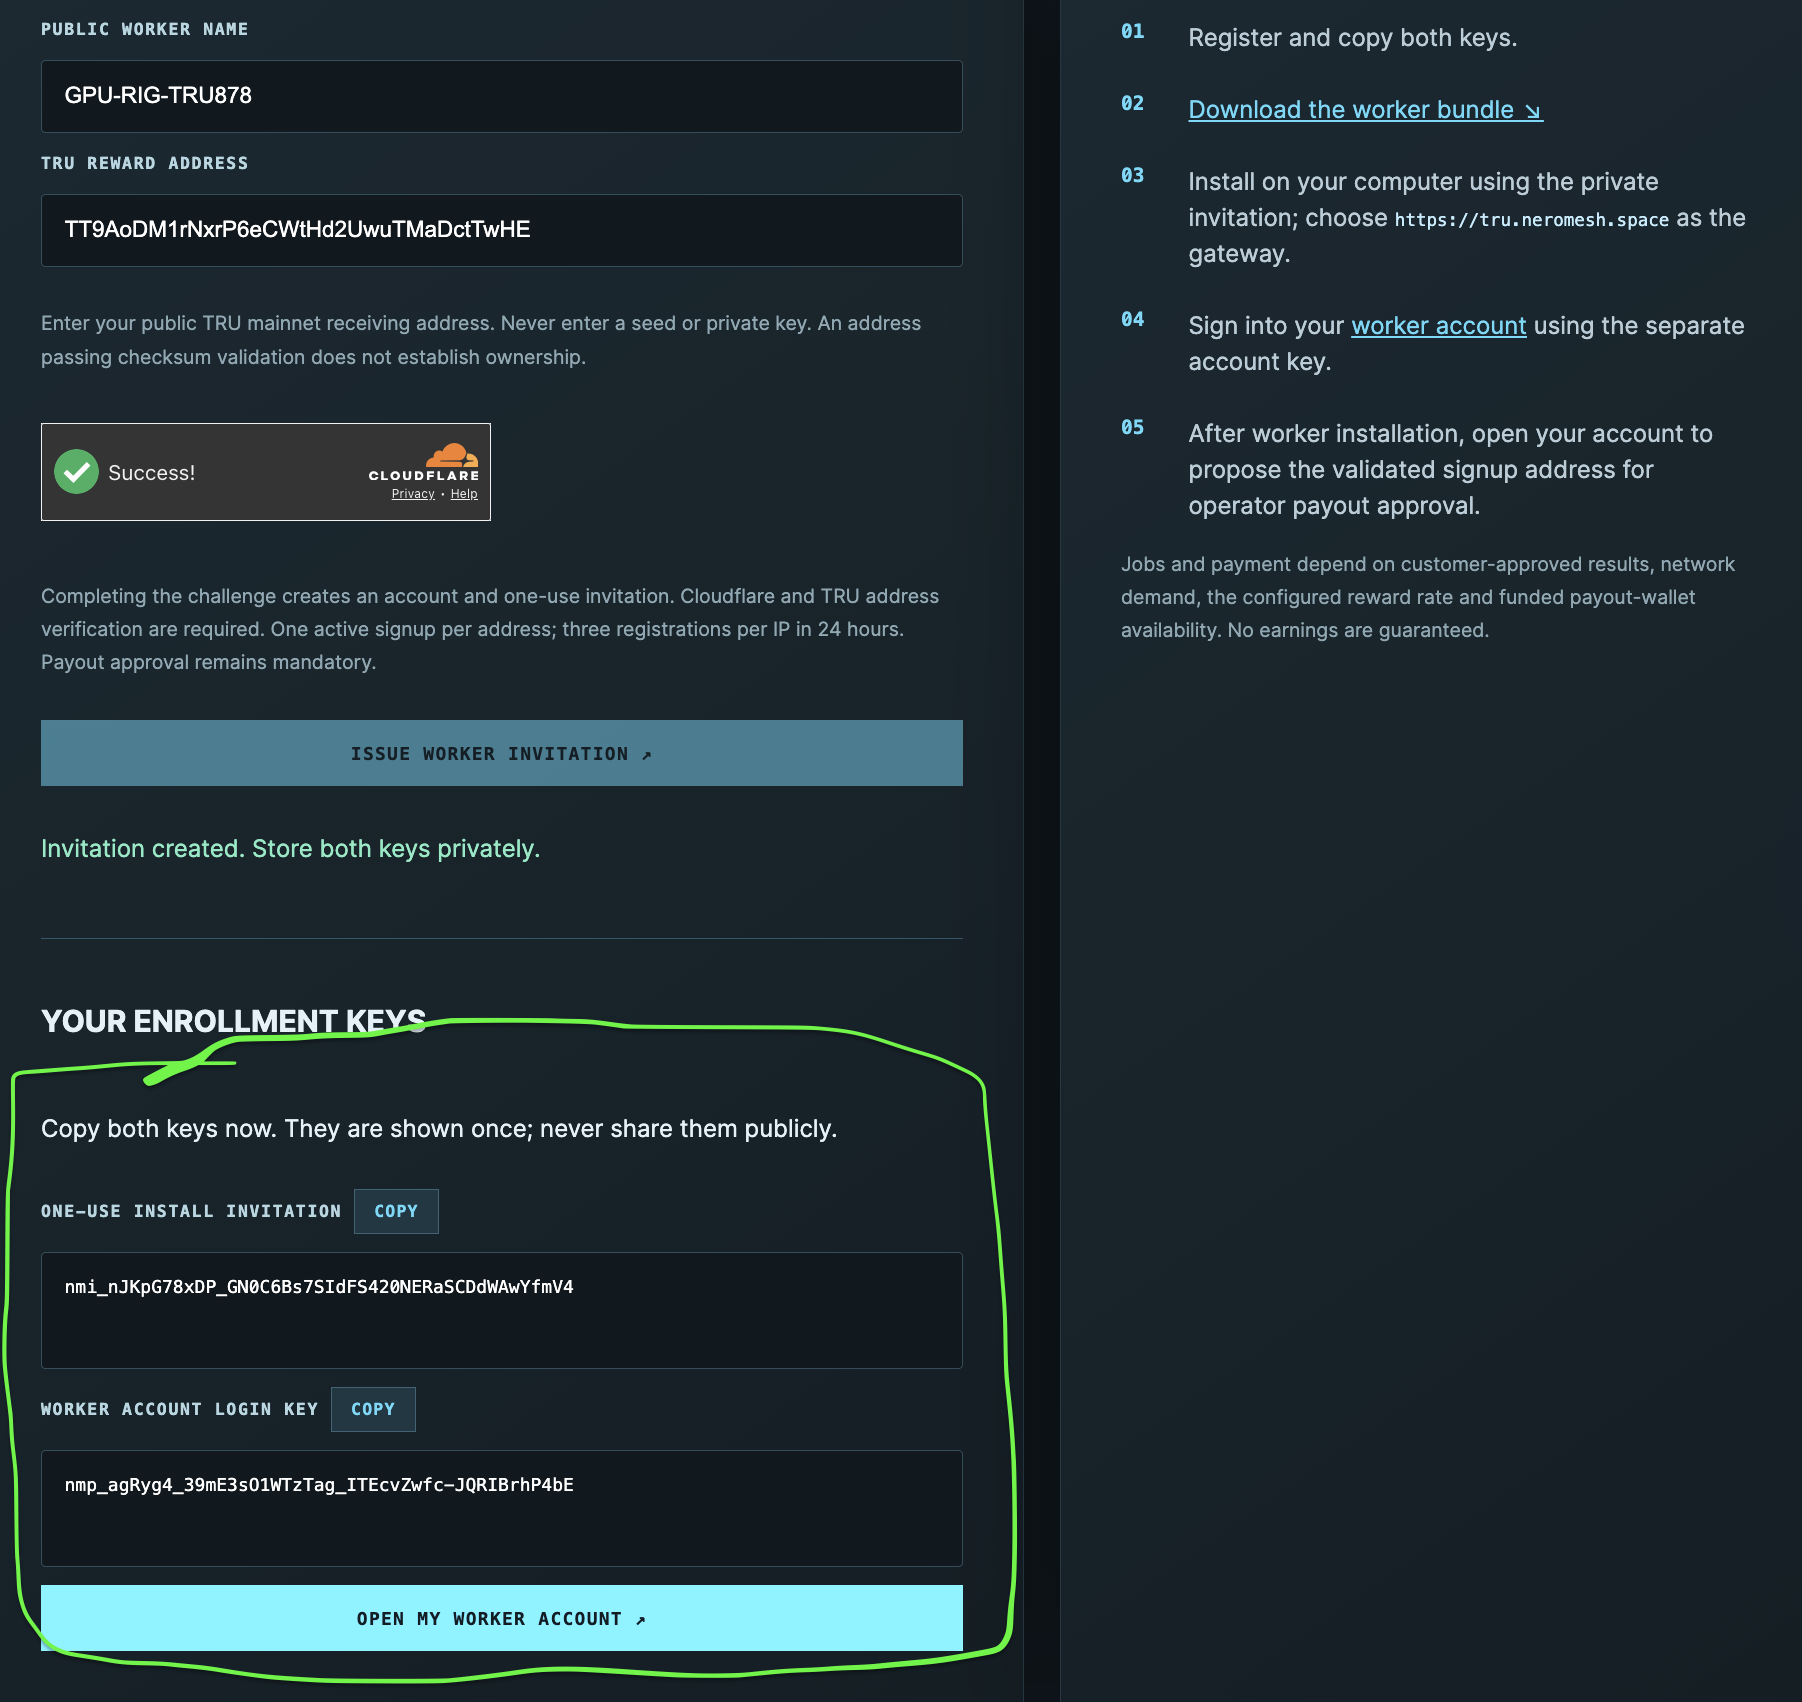 PUBLIC WORKER NAME
GPU-RIG-TRU878
TRU REWARD ADDRESS
TT9AoDM1rNxrP6eCWtHd2UwuTMaDctTwHE
Enter your public TRU mainnet receiving address. Never enter a seed or private key. An address
passing checksum validation does not establish ownership.
Success!
CLOUDFLARE
Privacy • Help
Completing the challenge creates an account and one-use invitation. Cloudflare and TRU address
verification are required. One active signup per address; three registrations per IP in 24 hours.
Payout approval remains mandatory.
ISSUE WORKER INVITATION ↗
Invitation created. Store both keys privately.
YOUR ENROLLMENT KEYS
Copy both keys now. They are shown once; never share them publicly.
ONE-USE INSTALL INVITATION COPY
nmi_nJKpG78xDP_GN0C6Bs7SIdFS420NERaSCDdWAwYfmV4
WORKER ACCOUNT LOGIN KEY COPY
nmp_agRyg4_39mE3sO1WTzTag_ITEcvZwfc-JQRIBrhP4bE
OPEN MY WORKER ACCOUNT ↗
01 Register and copy both keys.
02 Download the worker bundle ↘
03 Install on your computer using the private
invitation; choose https://tru.neromesh.space as the
gateway.
04 Sign into your worker account using the separate
account key.
05 After worker installation, open your account to
propose the validated signup address for
operator payout approval.
Jobs and payment depend on customer-approved results, network
demand, the configured reward rate and funded payout-wallet
availability. No earnings are guaranteed.